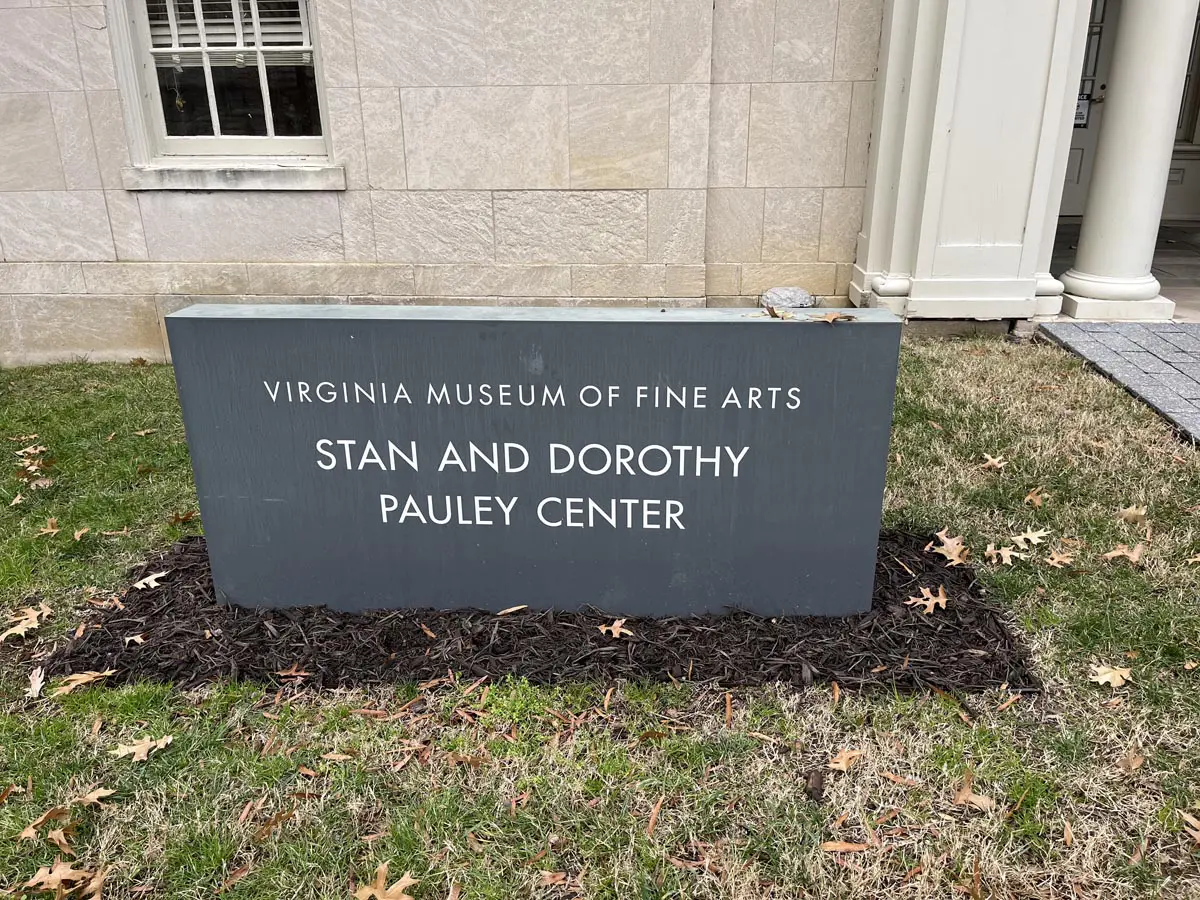 VIRGINIA MUSEUM OF FINE ARTS
STAN AND DOROTHY
PAULEY CENTER